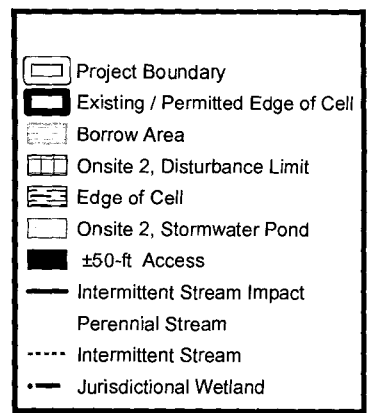 Project Boundary
Existing / Permitted Edge of Cell
Borrow Area
Onsite 2, Disturbance Limit
Edge of Cell
Onsite 2, Stormwater Pond
±50-ft Access
Intermittent Stream Impact
Perennial Stream
Intermittent Stream
Jurisdictional Wetland